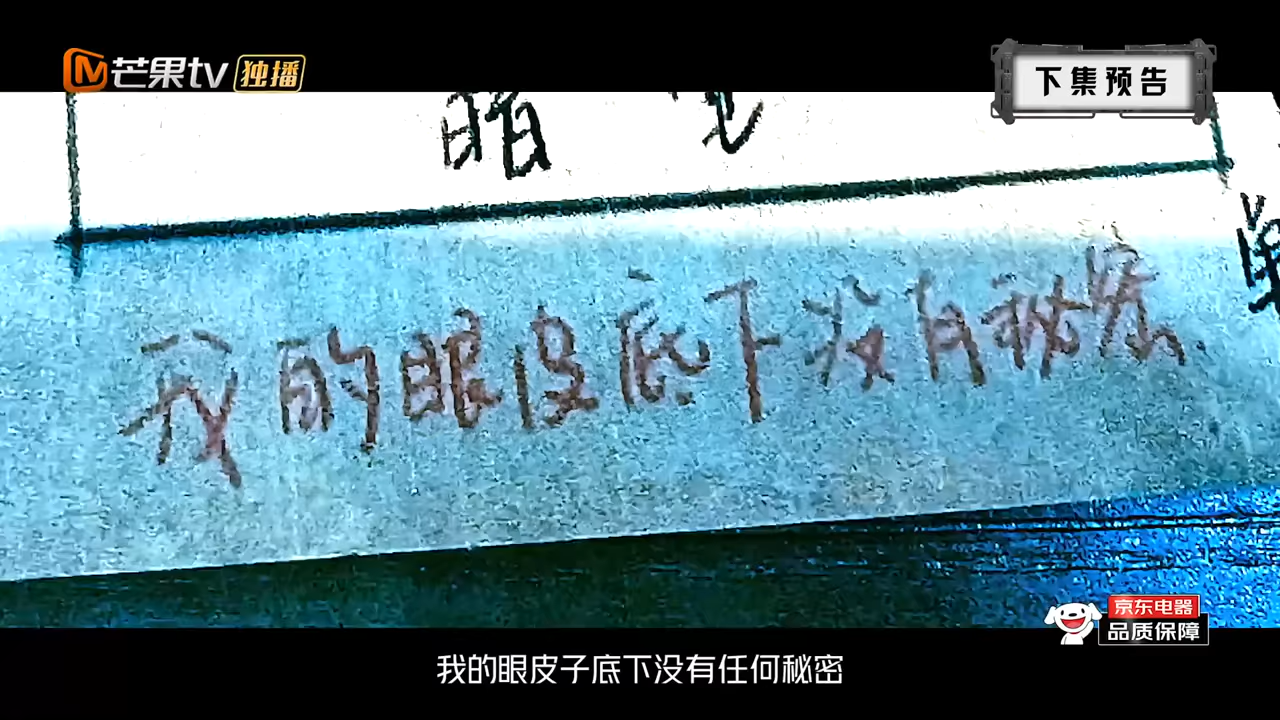 芒果tv 独播
下集预告
暗
我的眼皮底下没有秘密
京东电器
品质保障
我的眼皮子底下没有任何秘密